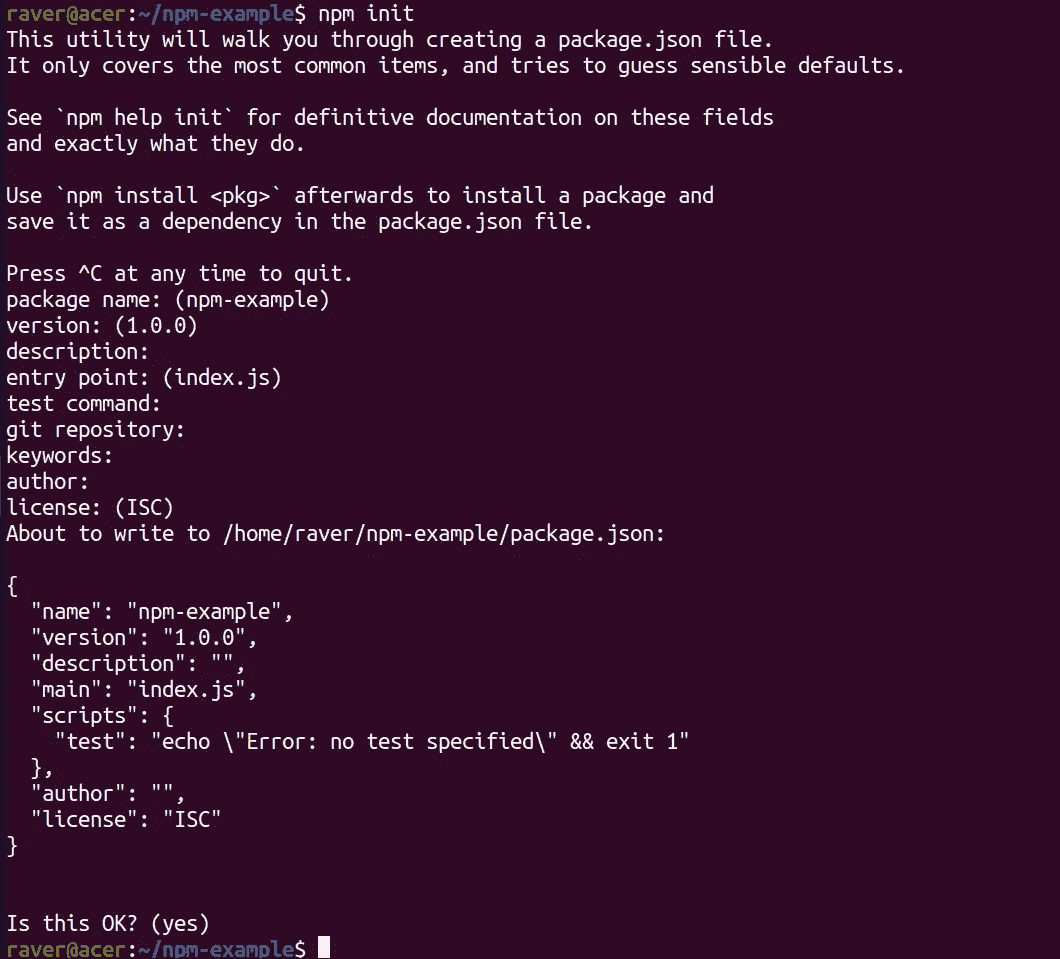 raver@acer:~/npm-example$ npm init
This utility will walk you through creating a package.json file.
It only covers the most common items, and tries to guess sensible defaults.
See `npm help init` for definitive documentation on these fields
and exactly what they do.
Use `npm install <pkg>` afterwards to install a package and
save it as a dependency in the package.json file.
Press ^C at any time to quit.
package name: (npm-example)
version: (1.0.0)
description:
entry point: (index.js)
test command:
git repository:
keywords:
author:
license: (ISC)
About to write to /home/raver/npm-example/package.json:
{
  "name": "npm-example",
  "version": "1.0.0",
  "description": "",
  "main": "index.js",
  "scripts": {
    "test": "echo \"Error: no test specified\" && exit 1"
  },
  "author": "",
  "license": "ISC"
}
Is this OK? (yes)
raver@acer:~/npm-example$